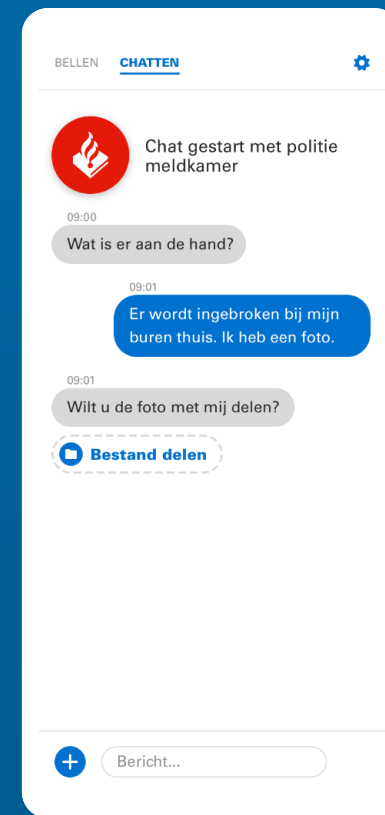 BELLEN CHATTEN
Chat gestart met politie
meldkamer
09:00
Wat is er aan de hand?
09:01
Er wordt ingebroken bij mijn
buren thuis. Ik heb een foto.
09:01
Wilt u de foto met mij delen?
Bestand delen
Bericht...